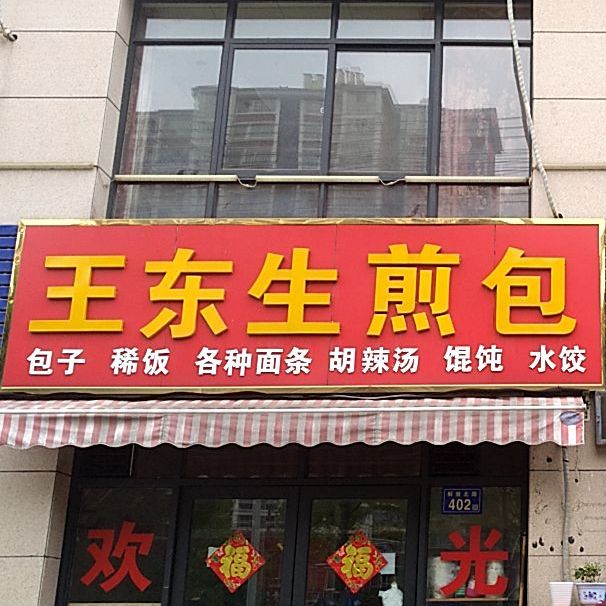 王东生煎包
包子 稀饭 各种面条 胡辣汤 馄饨 水饺
402
欢 福 福 光